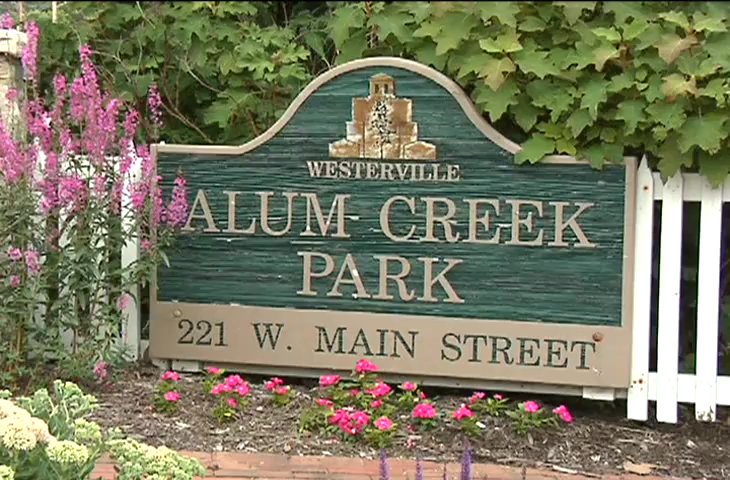 WESTERVILLE
ALUM CREEK
PARK
221 W. MAIN STREET